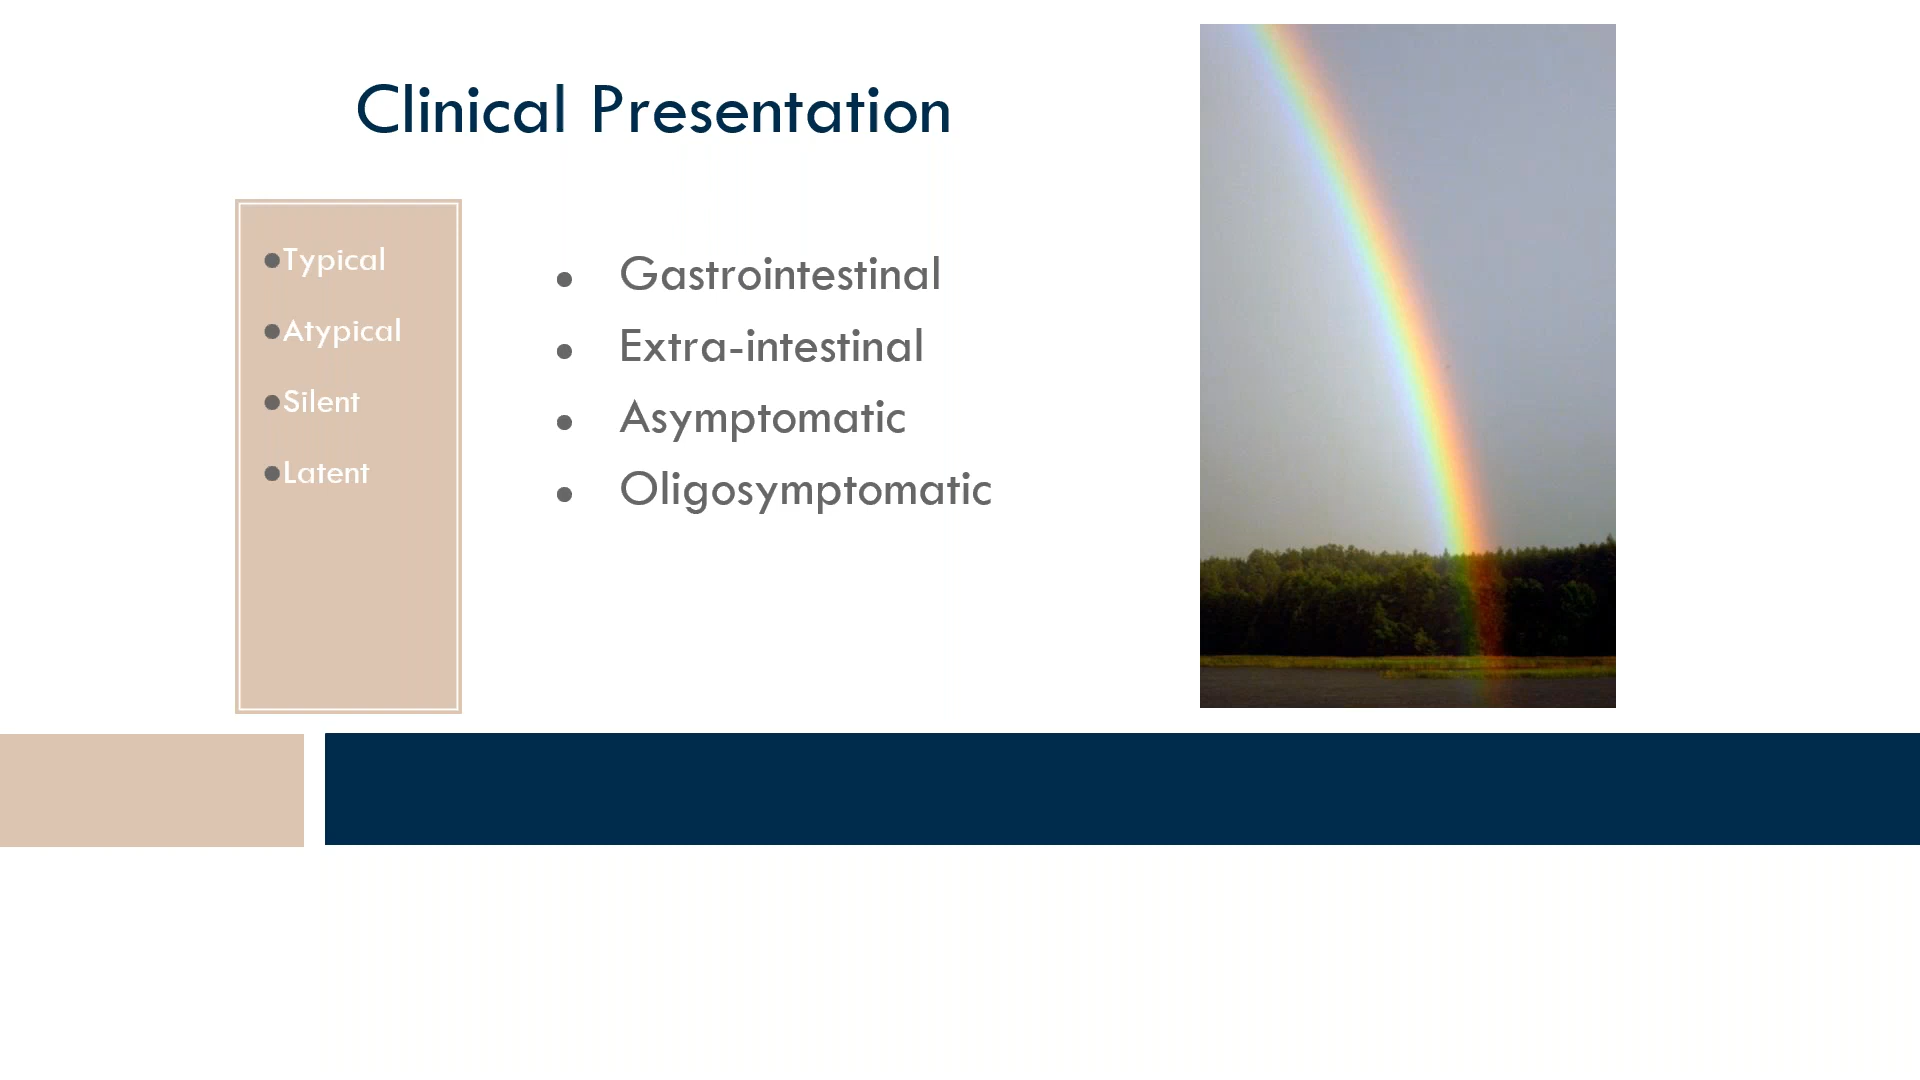 Clinical Presentation
●Typical
●Atypical
●Silent
●Latent
● Gastrointestinal
● Extra-intestinal
● Asymptomatic
● Oligosymptomatic